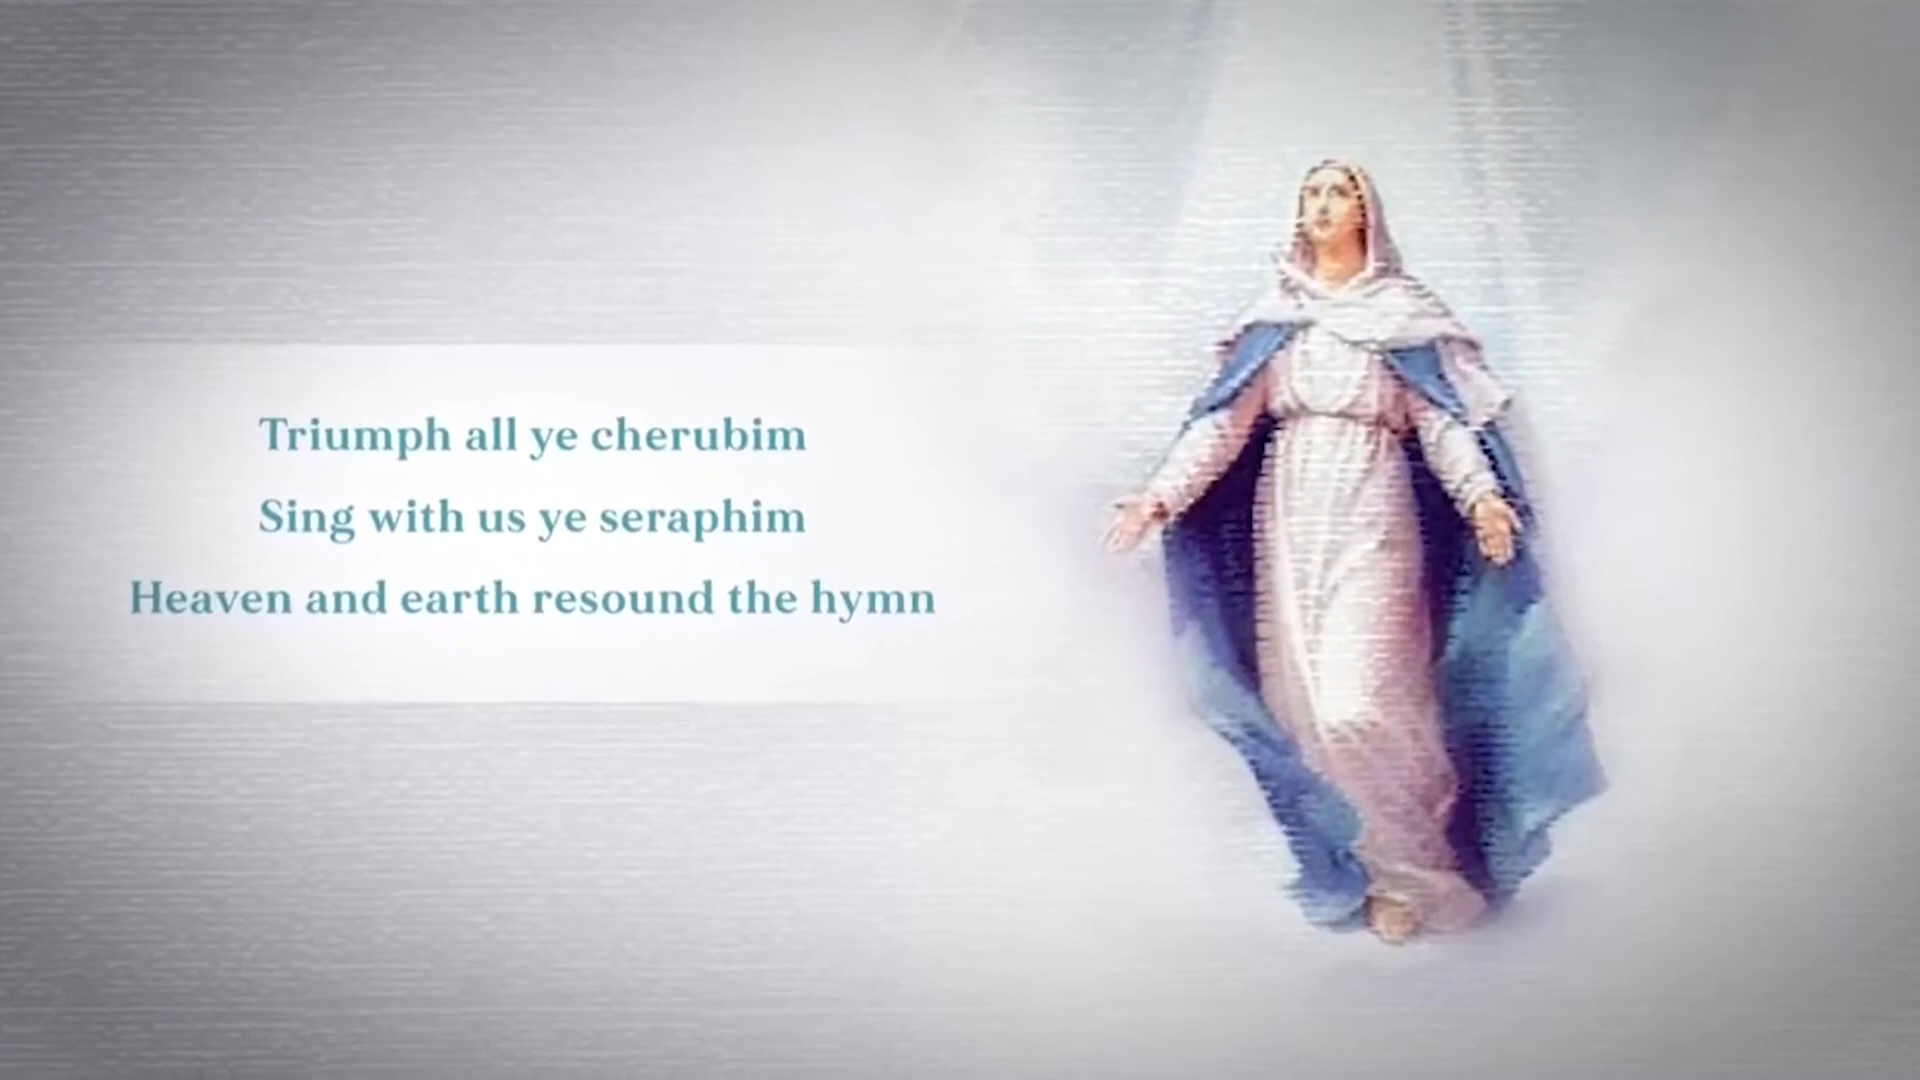 Triumph all ye cherubim
Sing with us ye seraphim
Heaven and earth resound the hymn